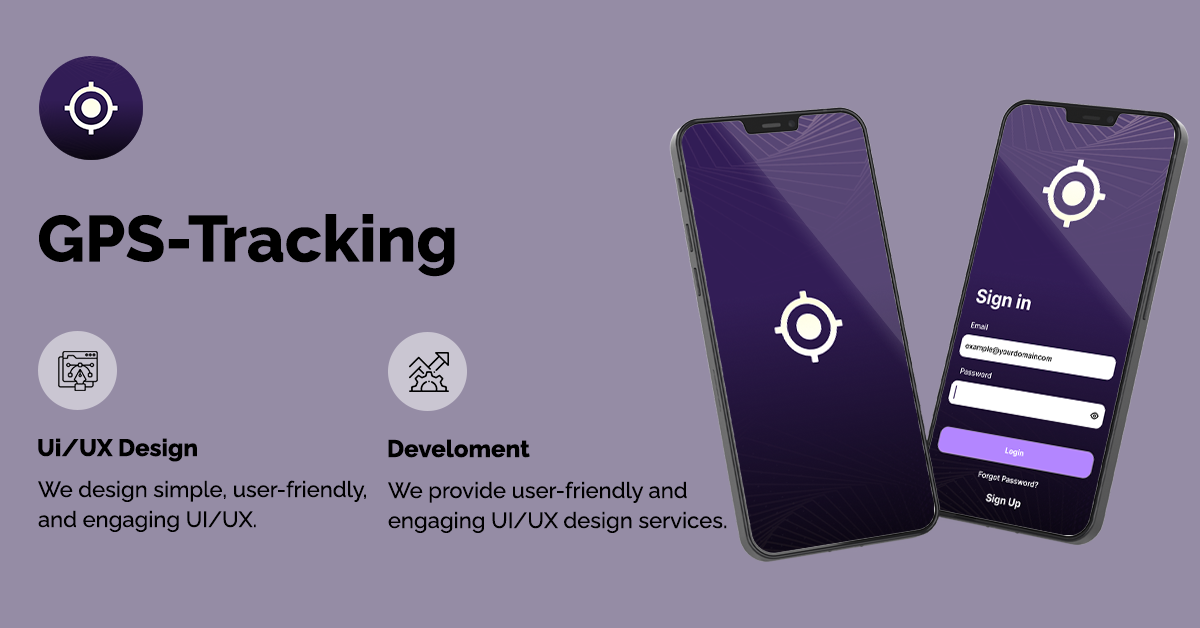 GPS-Tracking
Ui/UX Design
We design simple, user-friendly,
and engaging UI/UX.
Develoment
We provide user-friendly and
engaging UI/UX design services.
Sign in
Email
example@yourdomaincom
Password
Login
Forgot Password?
Sign Up